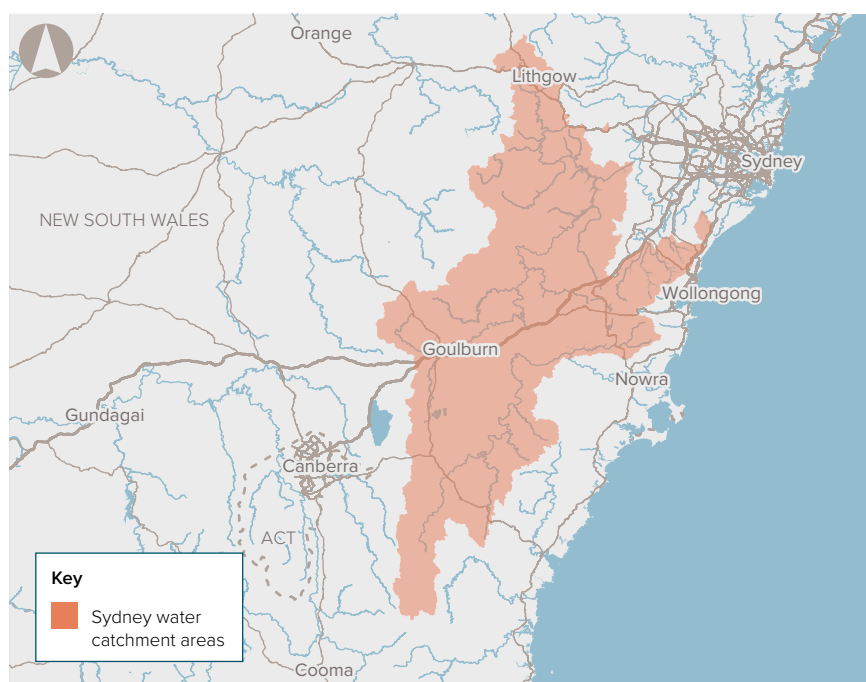 Orange
Lithgow
Sydney
NEW SOUTH WALES
Wollongong
Goulburn
Nowra
Gundagai
Canberra
ACT
Key
Sydney water
catchment areas
Cooma